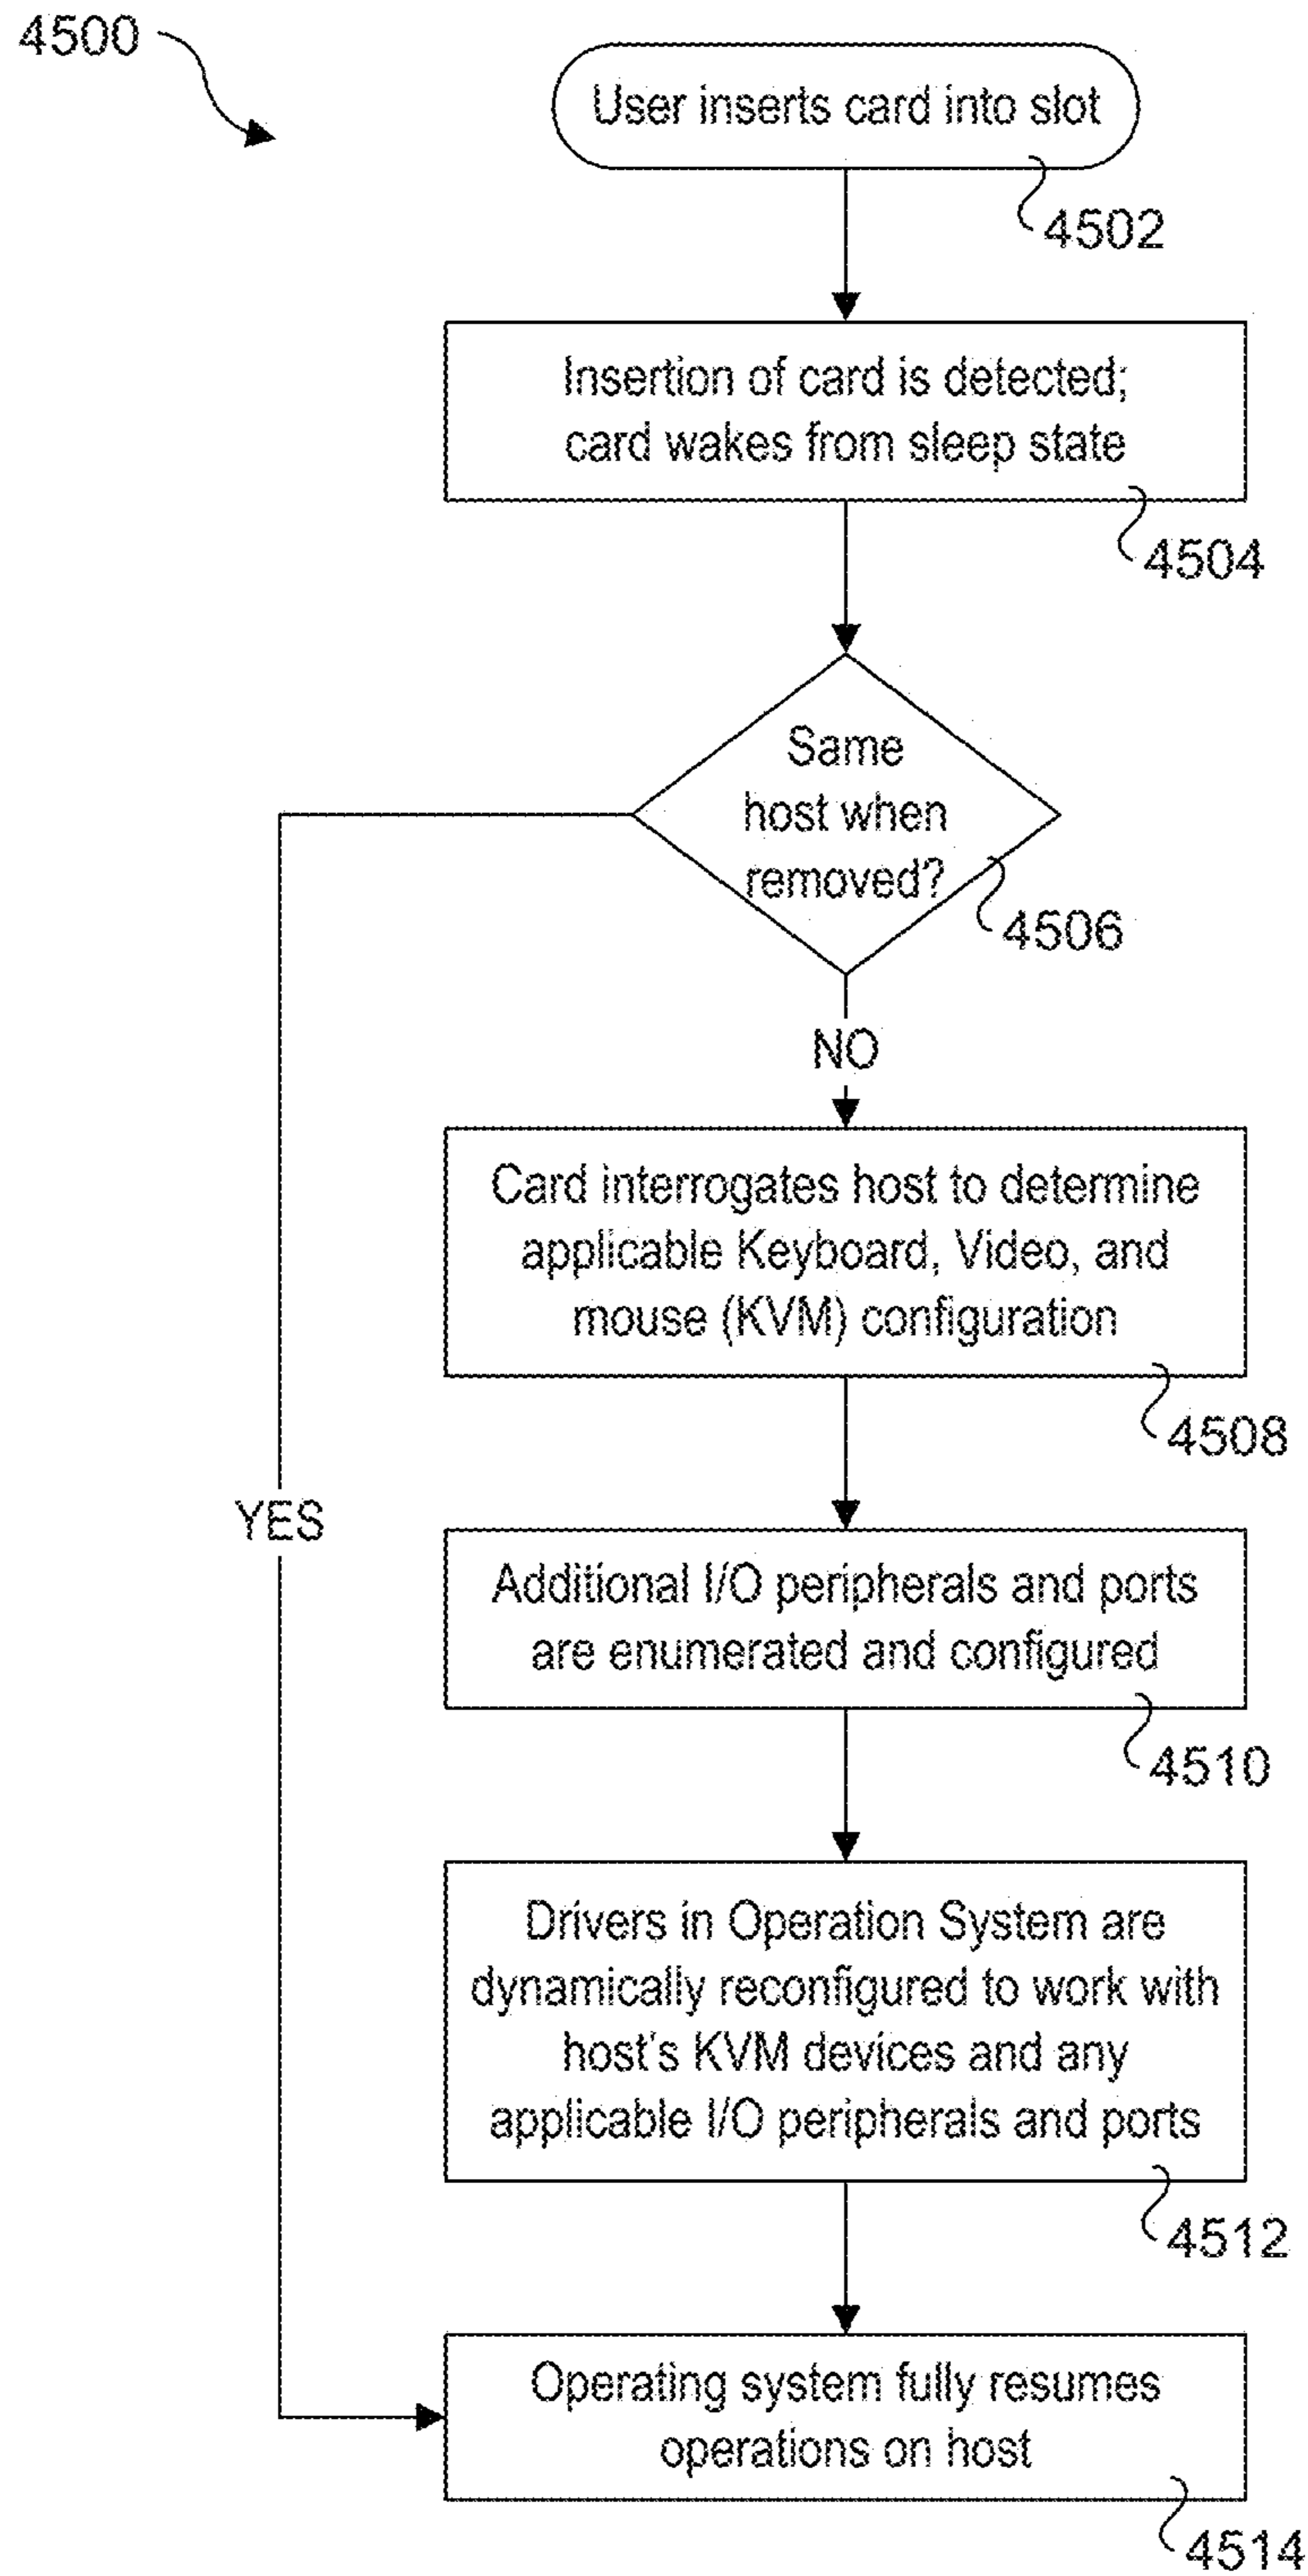 4500
User inserts card into slot
4502
Insertion of card is detected;
card wakes from sleep state
4504
Same
host when
removed?
4506
NO
Card interrogates host to determine
applicable Keyboard, Video, and
mouse (KVM) configuration
4508
YES
Additional I/O peripherals and ports
are enumerated and configured
4510
Drivers in Operation System are
dynamically reconfigured to work with
host's KVM devices and any
applicable I/O peripherals and ports
4512
Operating system fully resumes
operations on host
4514